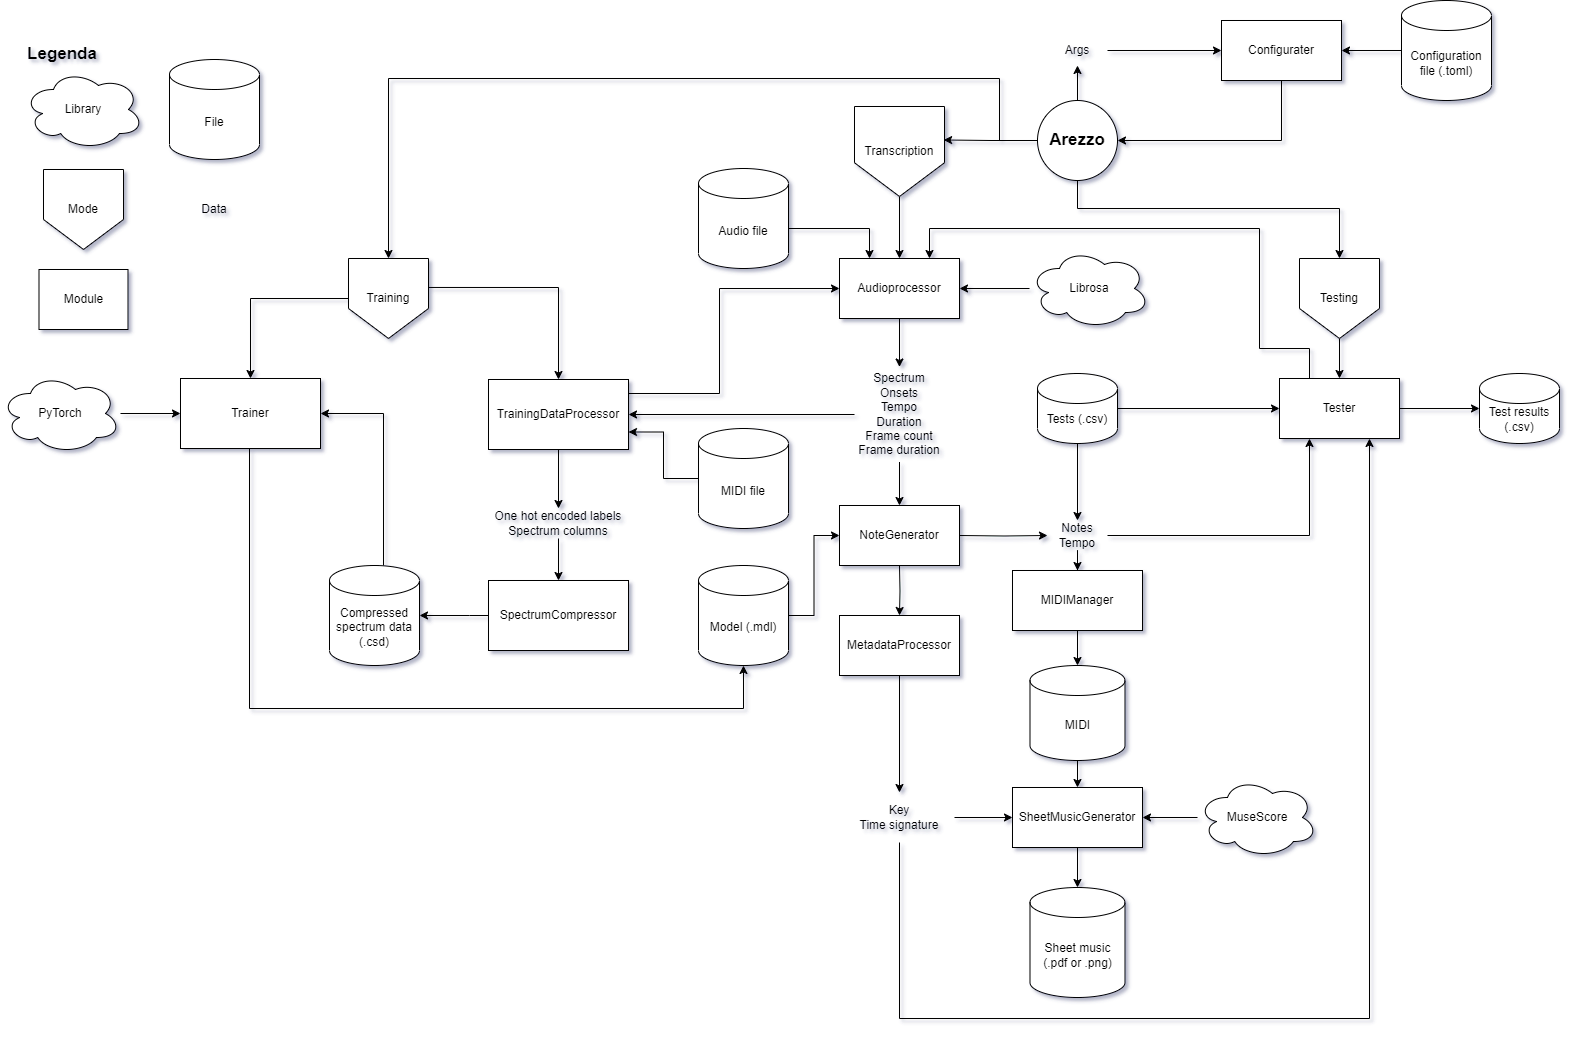 Legenda
Library
File
Mode
Data
Module
Args
Configurater
Configuration
file (.toml)
Arezzo
Transcription
Audio file
Training
Audioprocessor
Librosa
Testing
PyTorch
Trainer
TrainingDataProcessor
Spectrum
Onsets
Tempo
Duration
Frame count
Frame duration
Tests (.csv)
Tester
Test results
(.csv)
MIDI file
One hot encoded labels
Spectrum columns
NoteGenerator
Notes
Tempo
Compressed
spectrum data
(.csd)
SpectrumCompressor
Model (.mdl)
MetadataProcessor
MIDIManager
MIDI
Key
Time signature
SheetMusicGenerator
MuseScore
Sheet music
(.pdf or .png)